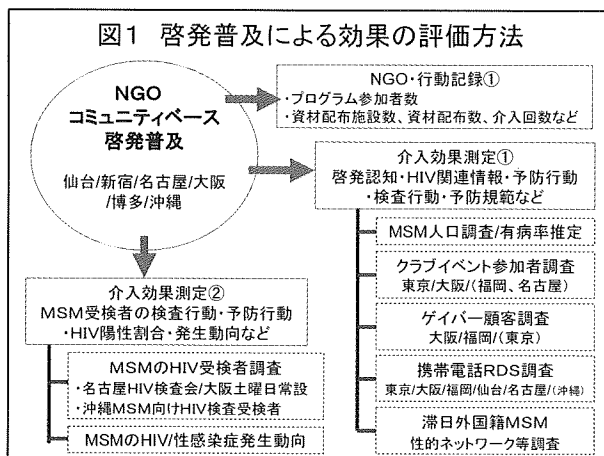 図1 啓発普及による効果の評価方法
NGO
コミュニティベース
啓発普及
仙台/新宿/名古屋/大阪
/博多/沖縄
NGO・行動記録①
・プログラム参加者数
・資材配布施設数、資材配布数、介入回数など
介入効果測定①
啓発認知・HIV関連情報・予防行動
・検査行動・予防規範など
MSM人口調査/有病率推定
クラブイベント参加者調査
東京/大阪/(福岡、名古屋)
ゲイバー顧客調査
大阪/福岡/(東京)
携帯電話RDS調査
東京/大阪/福岡/仙台/名古屋/(沖縄)
滞日外国籍MSM
性的ネットワーク等調査
介入効果測定②
MSM受検者の検査行動・予防行動
・HIV陽性割合・発生動向など
MSMのHIV受検者調査
・名古屋HIV検査会/大阪土曜日常設
・沖縄MSM向けHIV検査受検者
MSMのHIV/性感染症発生動向